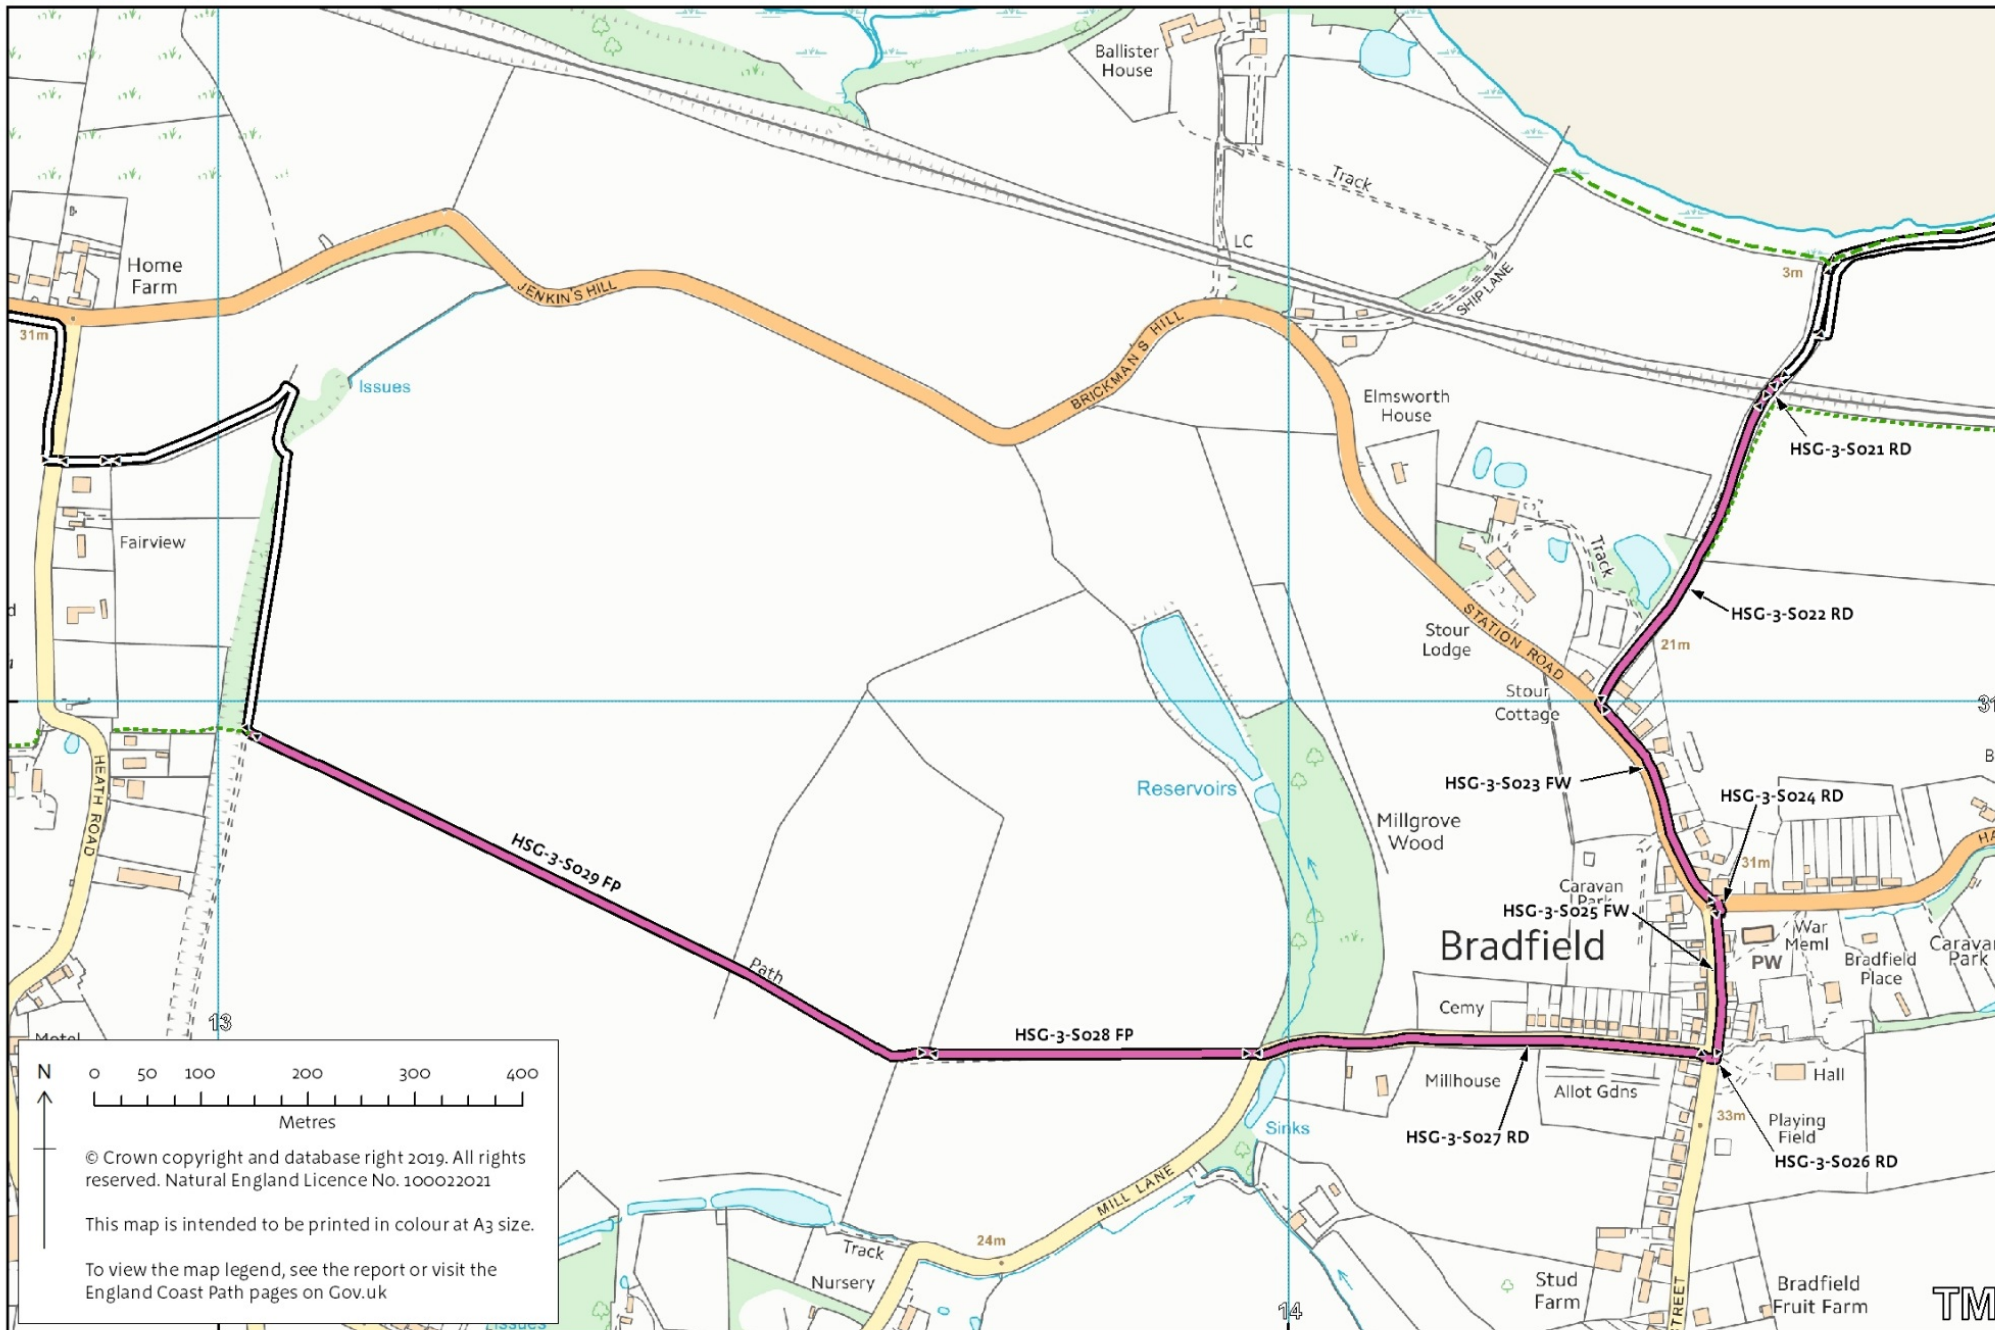 Ballister
House
Track
LC
SHIP LANE
3m
Home
Farm
31m
JENKIN'S HILL
BRICKMAN'S HILL
Issues
Elmsworth
House
HSG-3-S021 RD
Fairview
Track
HSG-3-S022 RD
Stour
Lodge
STATION ROAD
21m
Stour
Cottage
31
HEATH ROAD
Reservoirs
HSG-3-S023 FW
HSG-3-S024 RD
Millgrove
Wood
31m
HA
HSG-3-S029 FP
Caravan
Park
HSG-3-S025 FW
Bradfield
War
Meml
PW
Bradfield
Place
Caravan
Park
Path
Cemy
13
HSG-3-S028 FP
Millhouse
Allot Gdns
Hall
HSG-3-S027 RD
33m
Playing
Field
HSG-3-S026 RD
Sinks
MILL LANE
24m
Track
Nursery
Stud
Farm
Bradfield
Fruit Farm
STREET
14
TM
Issues
N
0 50 100 200 300 400
Metres
© Crown copyright and database right 2019. All rights
reserved. Natural England Licence No. 100022021
This map is intended to be printed in colour at A3 size.
To view the map legend, see the report or visit the
England Coast Path pages on Gov.uk